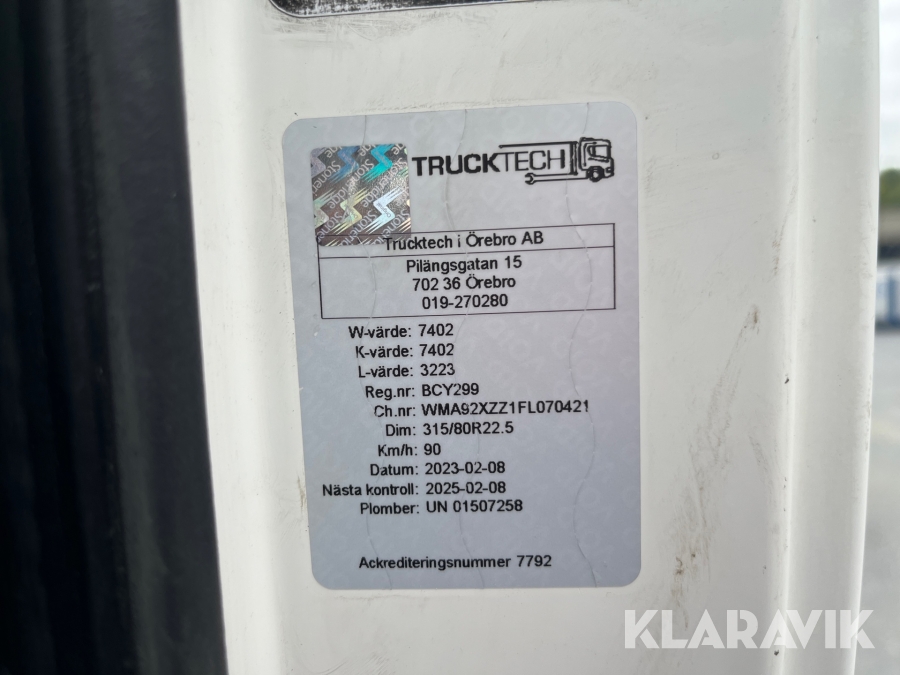 TRUCKTECH
Trucktech i Örebro AB
Pilängsgatan 15
702 36 Örebro
019-270280
W-värde: 7402
K-värde: 7402
L-värde: 3223
Reg.nr: BCY299
Ch.nr: WMA92XZZ1FL070421
Dim: 315/80R22.5
Km/h: 90
Datum: 2023-02-08
Nästa kontroll: 2025-02-08
Plomber: UN 01507258
Ackrediteringsnummer 7792
KLARAVIK